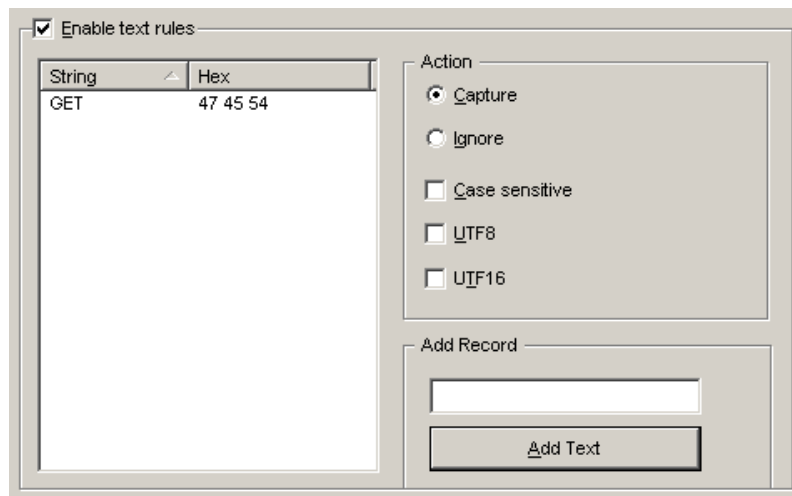 Enable text rules
String Hex
GET 47 45 54
Action
Capture
Ignore
Case sensitive
UTF8
UTF16
Add Record
Add Text